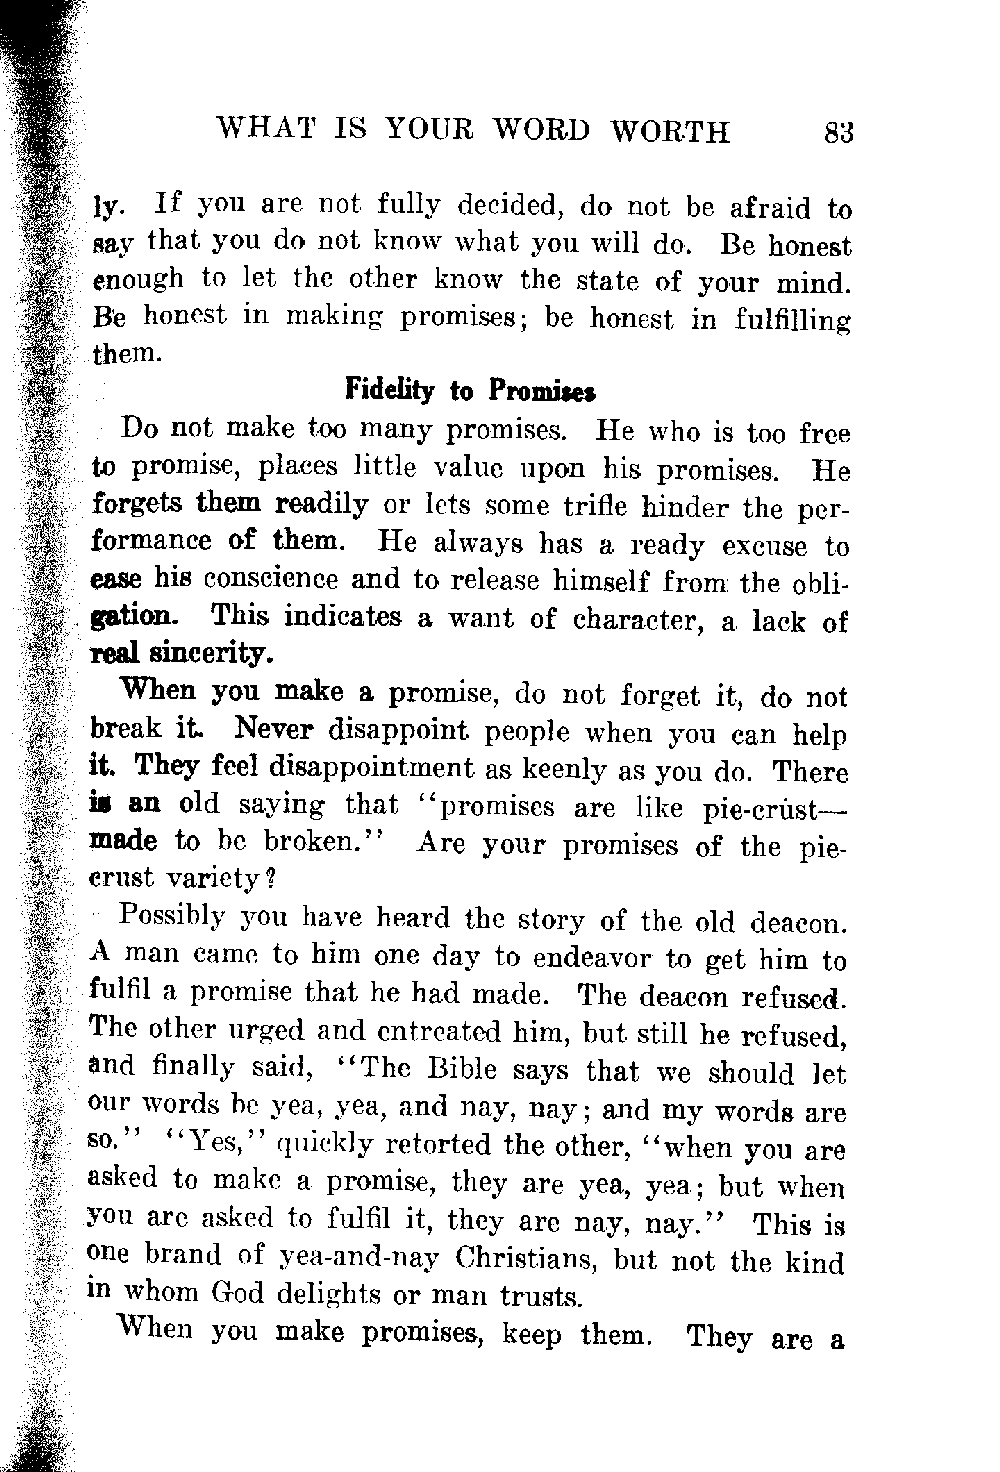 WHAT IS YOUR WORD WORTH 83
ly. If you are not fully decided, do not be afraid to
say that you do not know what you will do. Be honest
enough to let the other know the state of your mind.
Be honest in making promises; be honest in fulfilling
them.
Fidelity to Promises
Do not make too many promises. He who is too free
to promise, places little value upon his promises. He
forgets them readily or lets some trifle hinder the per-
formance of them. He always has a ready excuse to
ease his conscience and to release himself from the obli-
gation. This indicates a want of character, a lack of
real sincerity.
When you make a promise, do not forget it, do not
break it. Never disappoint people when you can help
it. They feel disappointment as keenly as you do. There
is an old saying that “promises are like pie-crust—
made to be broken.” Are your promises of the pie-
crust variety?
Possibly you have heard the story of the old deacon.
A man came to him one day to endeavor to get him to
fulfil a promise that he had made. The deacon refused.
The other urged and entreated him, but still he refused,
and finally said, “The Bible says that we should let
our words be yea, yea, and nay, nay; and my words are
so.” “Yes,” quickly retorted the other, “when you are
asked to make a promise, they are yea, yea; but when
you are asked to fulfil it, they are nay, nay.” This is
one brand of yea-and-nay Christians, but not the kind
in whom God delights or man trusts.
When you make promises, keep them. They are a